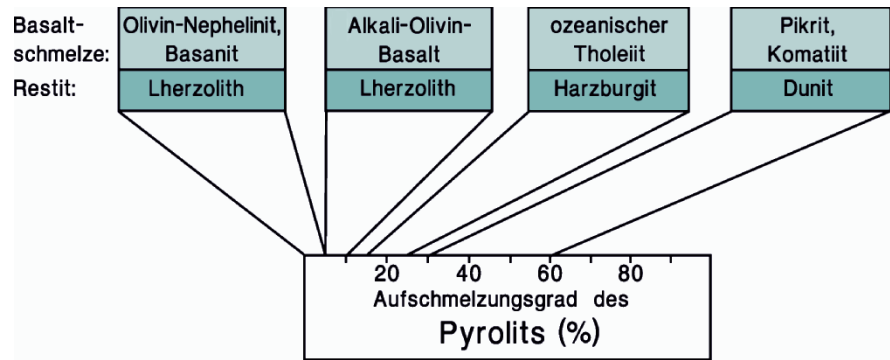 Basalt-
schmelze:
Olivin-Nephelinit,
Basanit
Alkali-Olivin-
Basalt
ozeanischer
Tholeiit
Pikrit,
Komatiit
Restit:
Lherzolith
Lherzolith
Harzburgit
Dunit
20 40 60 80
Aufschmelzungsgrad des
Pyrolits (%)